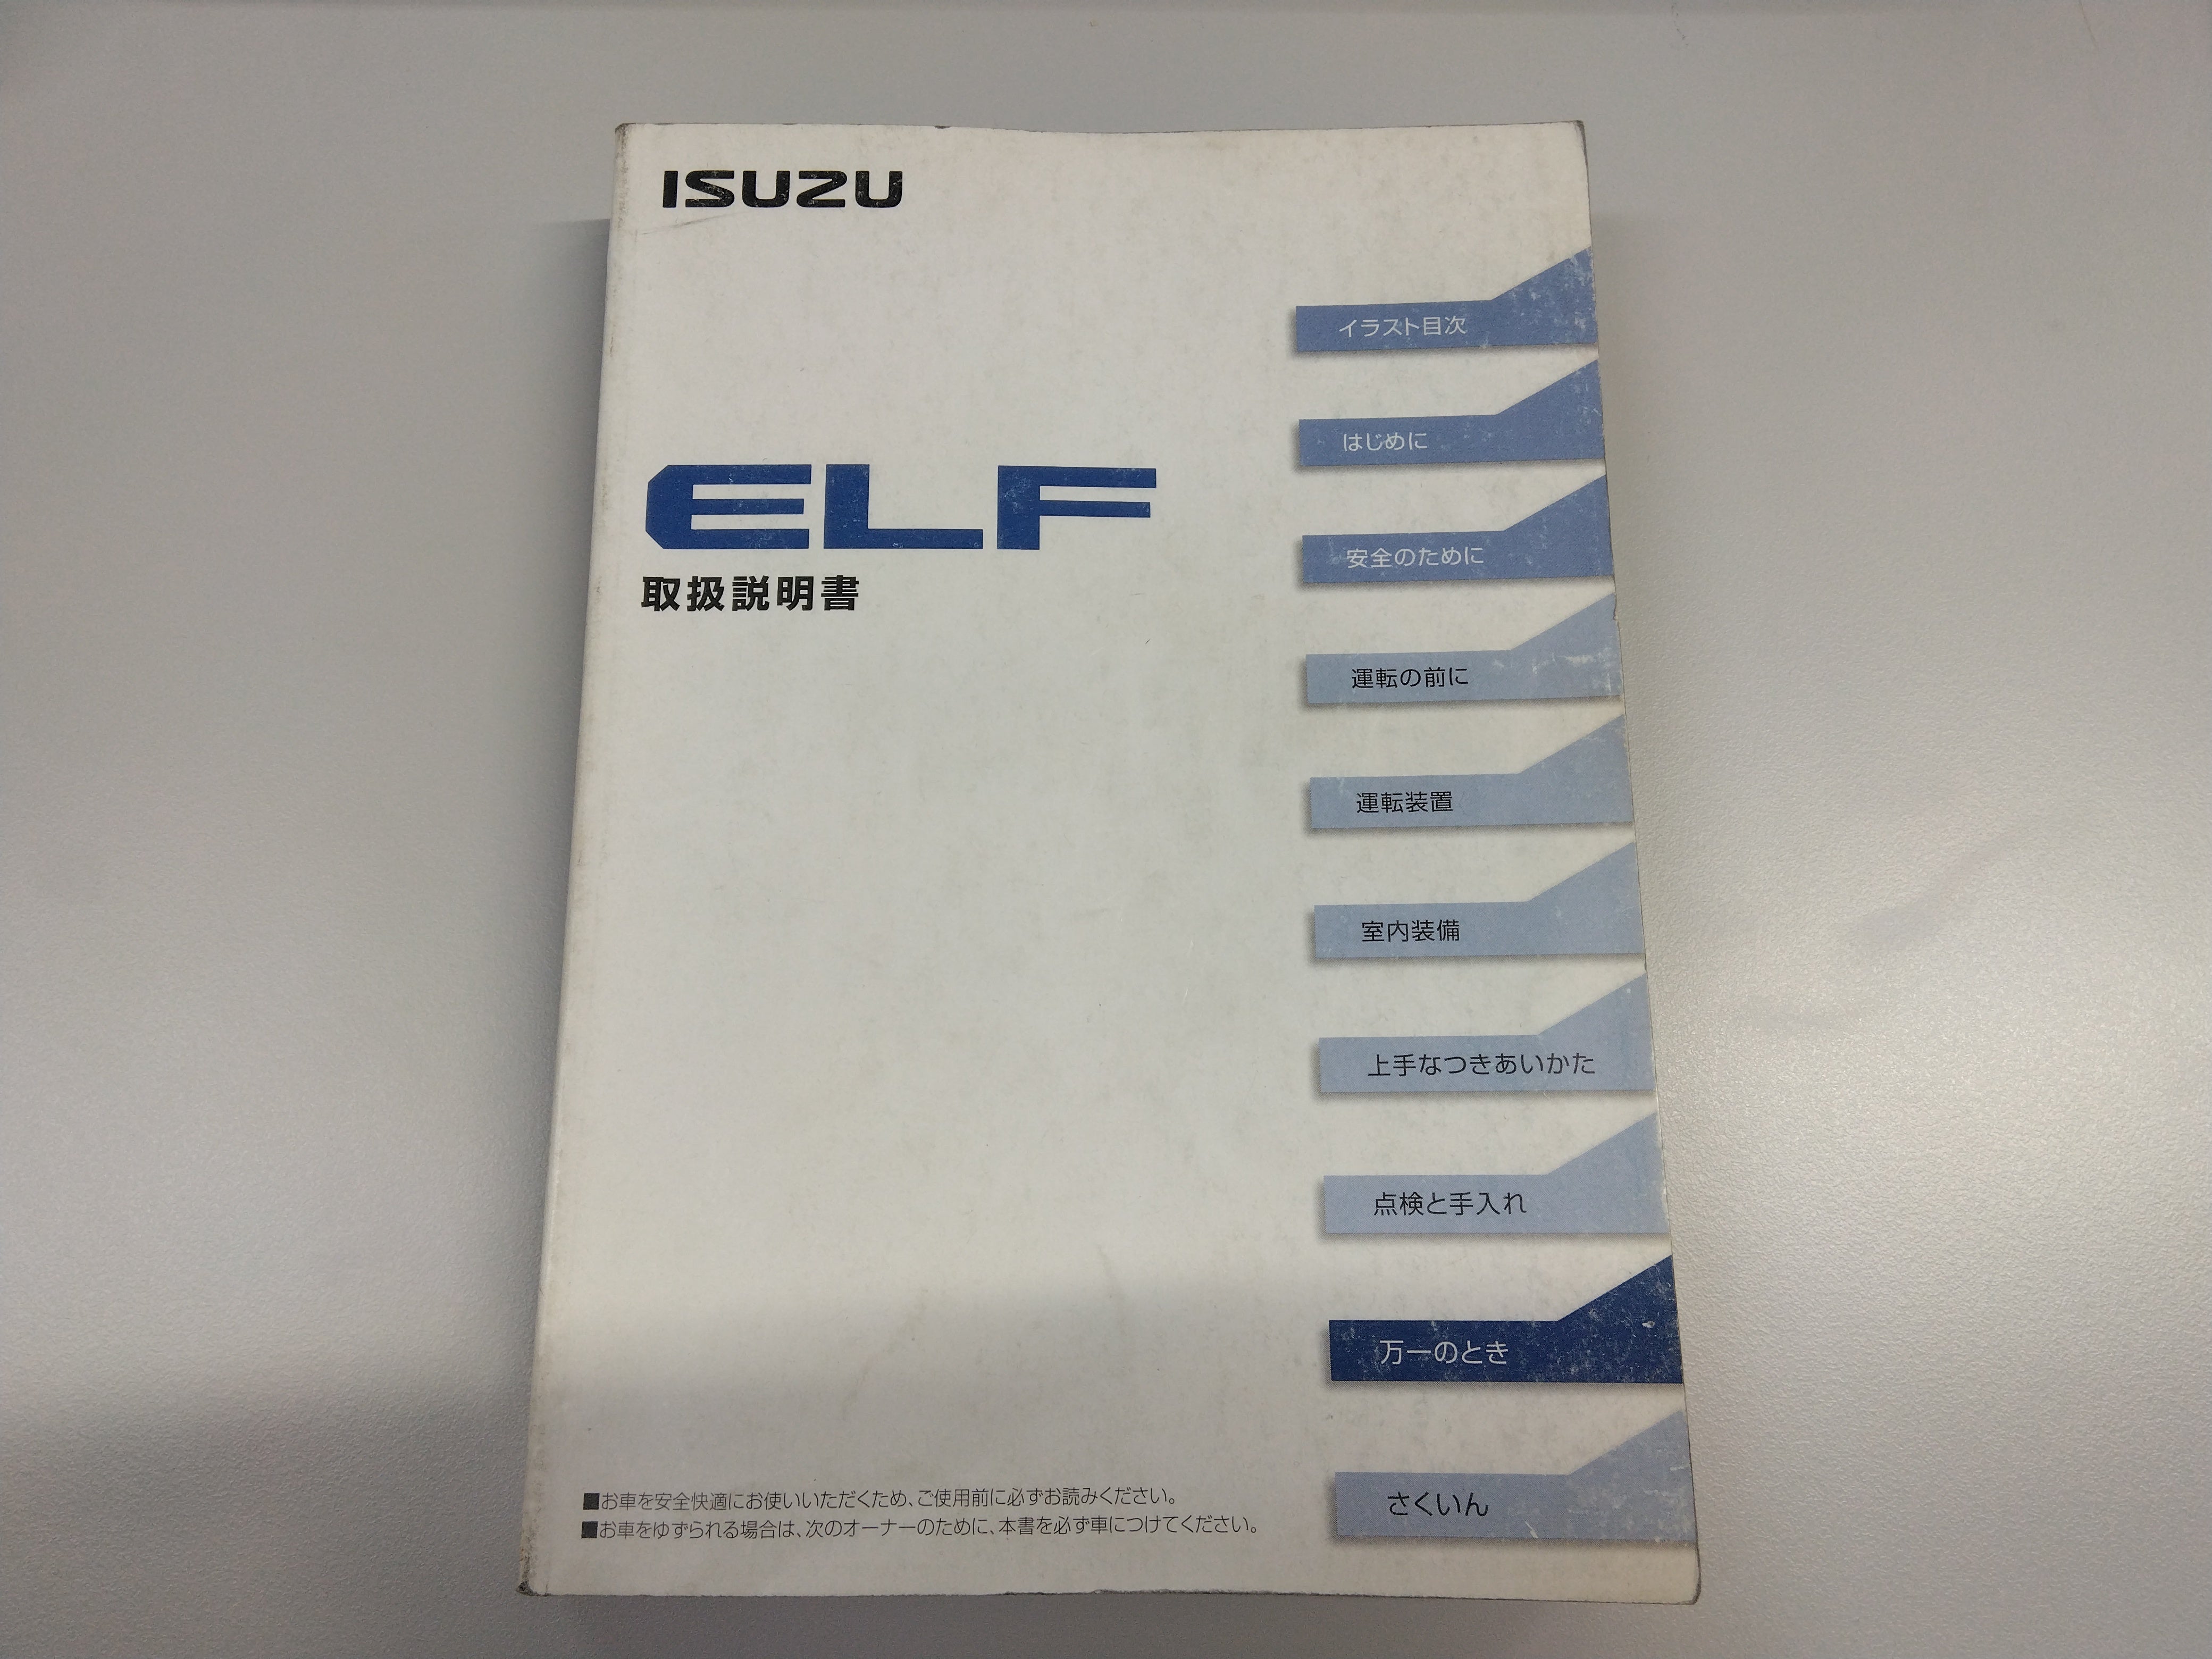 ISUZU
ELF
取扱説明書
イラスト目次
はじめに
安全のために
運転の前に
運転装置
室内装備
上手なつきあいかた
点検と手入れ
万一のとき
さくいん
■お車を安全快適にお使いいただくため、ご使用前に必ずお読みください。
■お車をゆずられる場合は、次のオーナーのために、本書を必ず車につけてください。